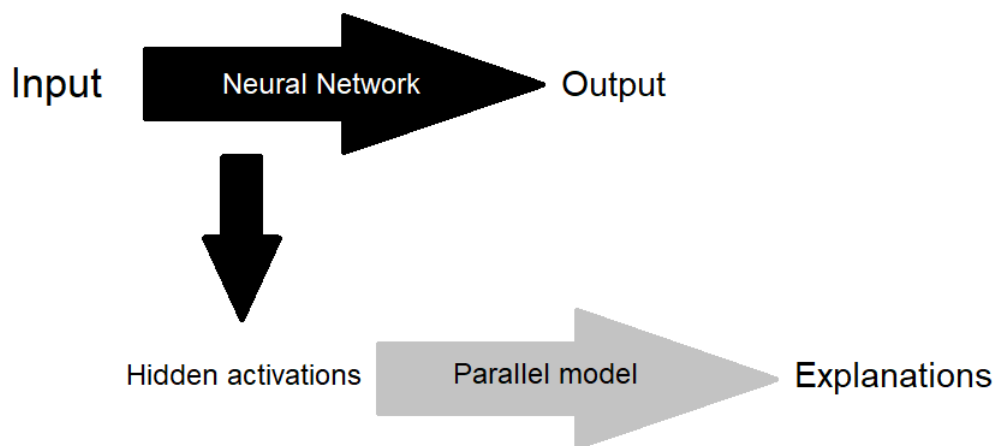 Input
Neural Network
Output
Hidden activations
Parallel model
Explanations